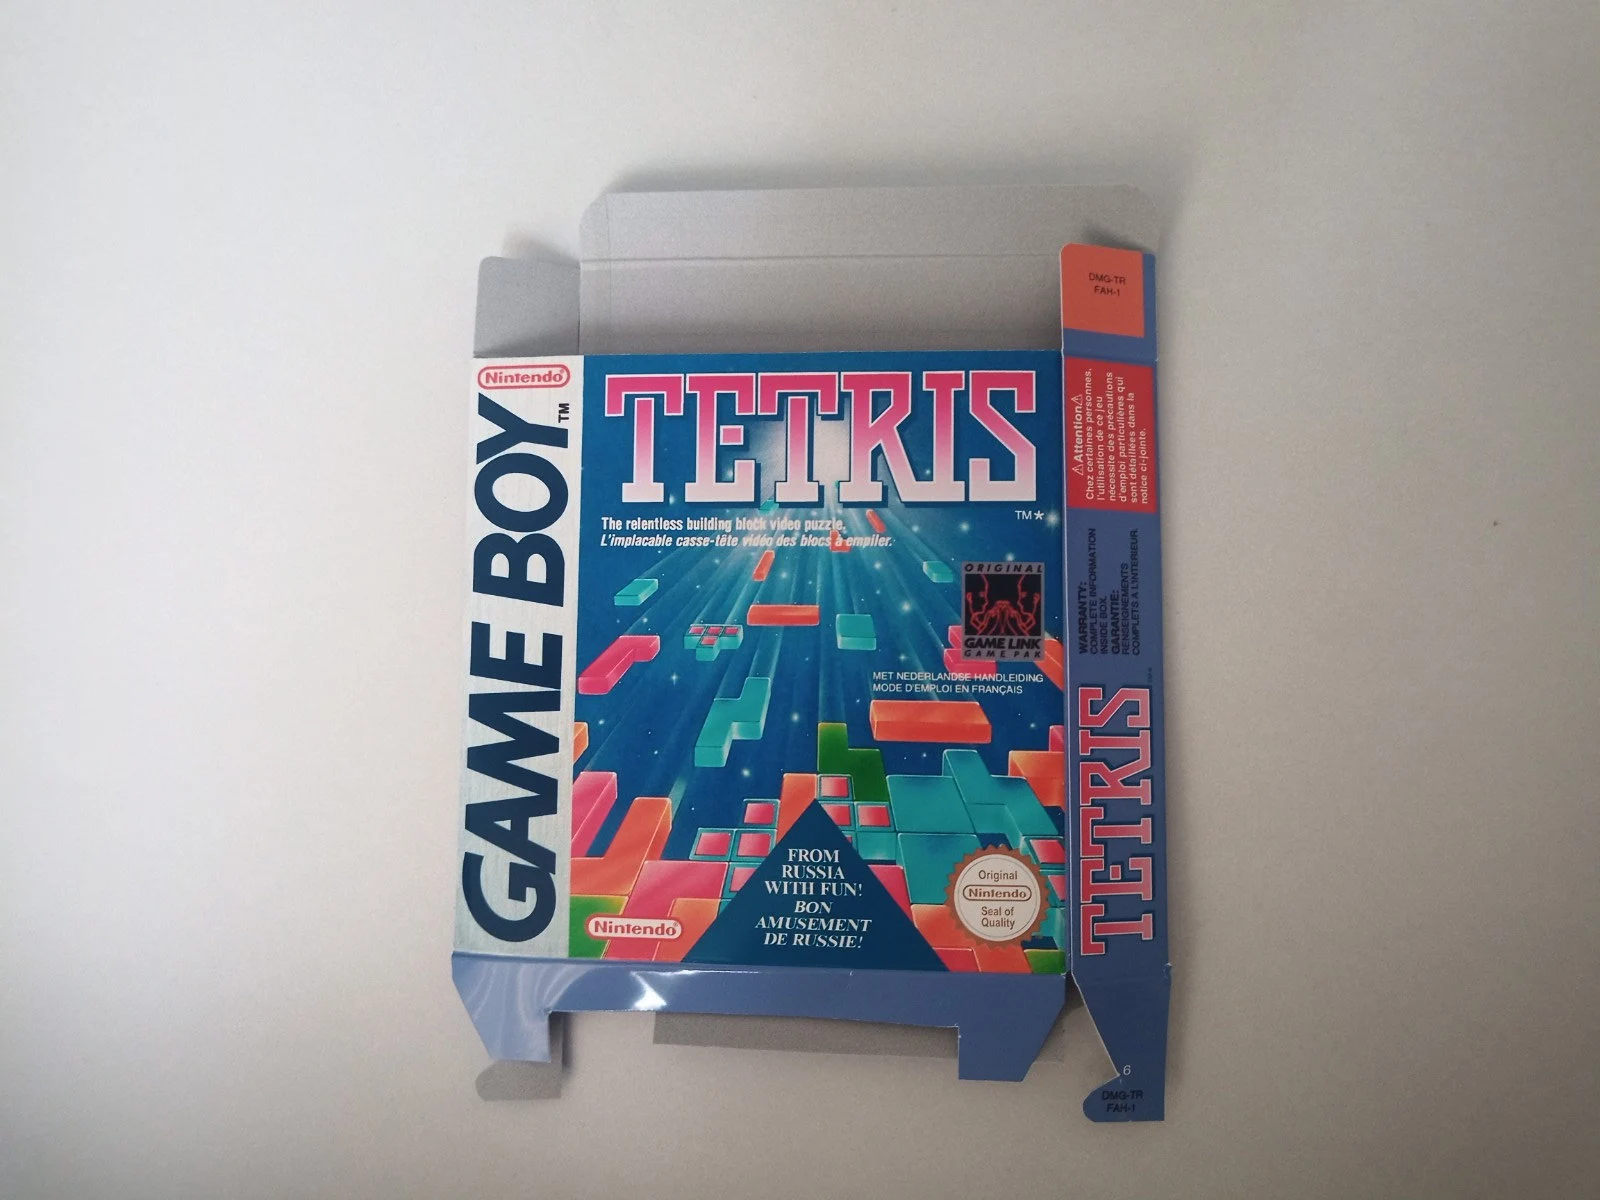 Nintendo®
GAME BOY
TM
TETRIS
TM*
The relentless building block video puzzle.
L'implacable casse-tête vidéo des blocs à empiler.
ORIGINAL
GAME LINK
GAME PAK
MET NEDERLANDSE HANDLEIDING
MODE D'EMPLOI EN FRANÇAIS
FROM
RUSSIA
WITH FUN!
BON
AMUSEMENT
DE RUSSIE!
Nintendo®
Original
Nintendo
Seal of
Quality
DMG-TR
FAH-1
⚠Attention⚠
Chez certaines personnes,
l'utilisation de ce jeu
nécessite des précautions
d'emploi particulières qui
sont détaillées dans la
notice ci-jointe.
WARRANTY:
COMPLETE INFORMATION
INSIDE BOX.
GARANTIE:
RENSEIGNEMENTS
COMPLETS A L'INTERIEUR.
TETRIS
6
DMG-TR
FAH-1